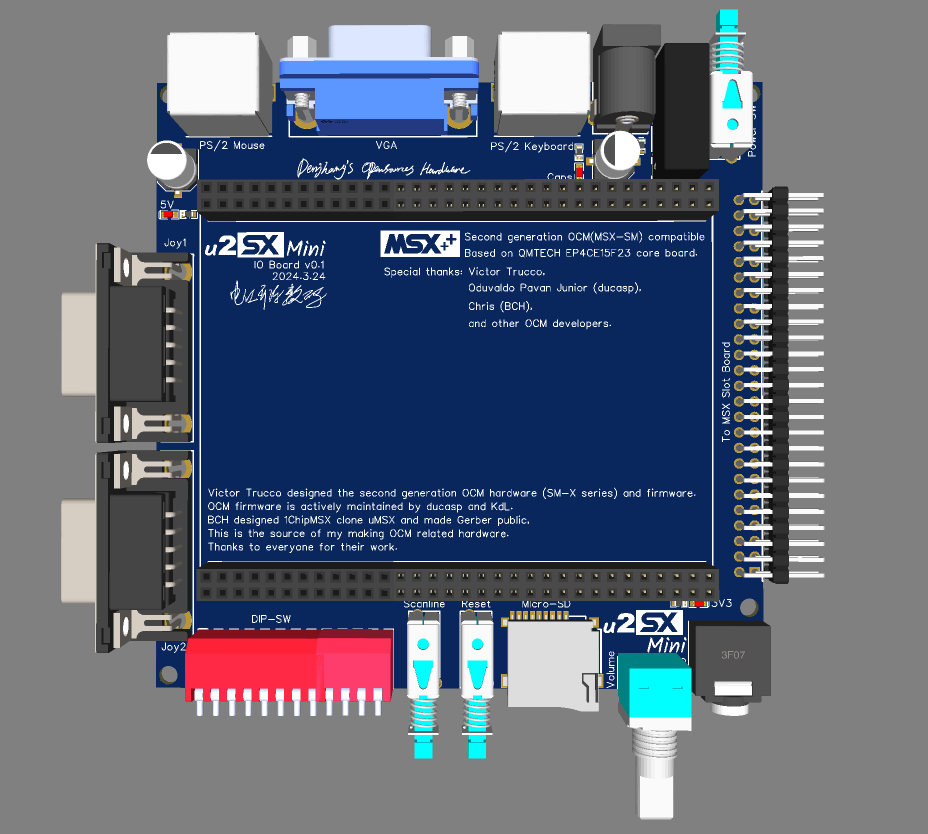 PS/2 Mouse
VGA
PS/2 Keyboard
Power SW
Denjhang's Opensources Hardware
Caps
5V
Joy1
u2SX Mini
IO Board v0.1
2024.3.24
MSX++
Second generation OCM(MSX-SM) compatible
Based on QMTECH EP4CE15F23 core board.
Special thanks: Victor Trucco,
Oduvaldo Pavan Junior (ducasp),
Chris (BCH),
and other OCM developers.
To MSX Slot Board
Victor Trucco designed the second generation OCM hardware (SM-X series) and firmware.
OCM firmware is actively maintained by ducasp and KdL.
BCH designed 1ChipMSX clone uMSX and made Gerber public.
This is the source of my making OCM related hardware.
Thanks to everyone for their work.
Scanline
Reset
Micro-SD
3V3
DIP-SW
u2SX
Mini
Joy2
Volume
3F07